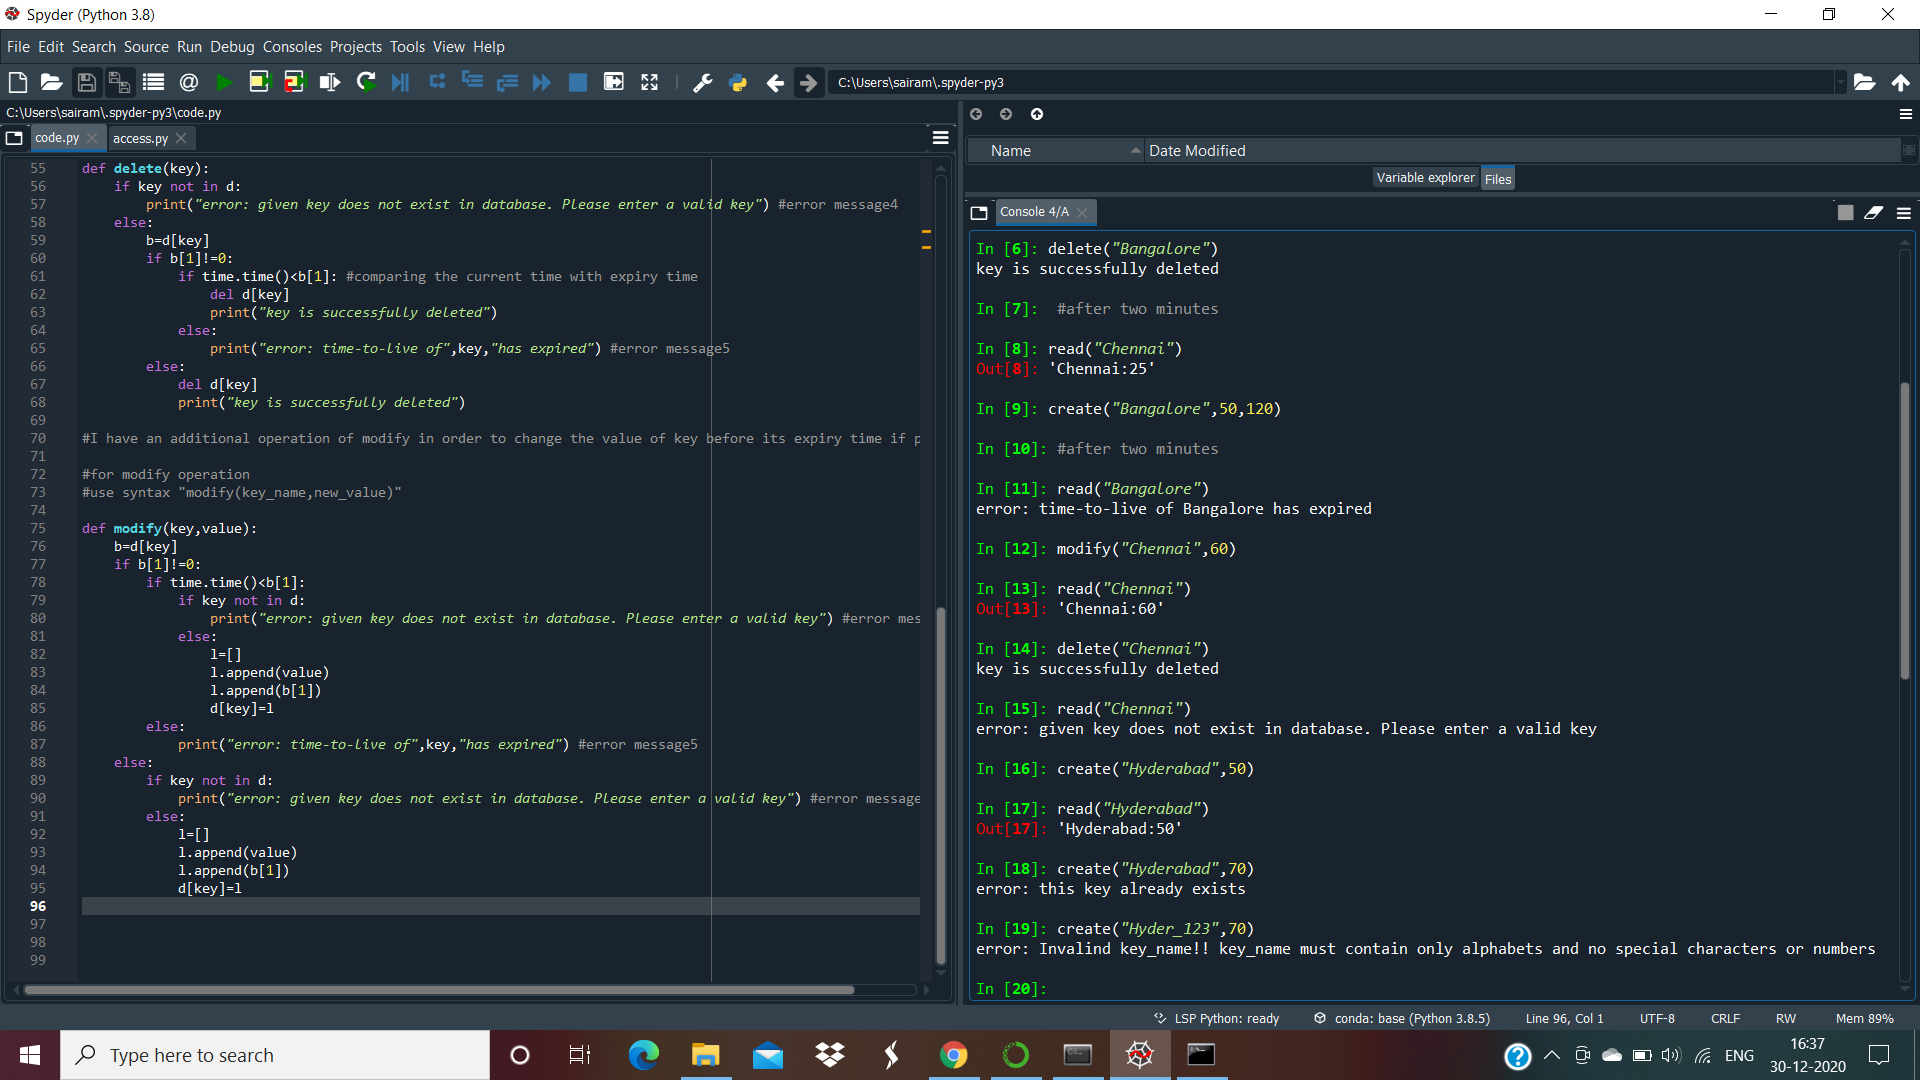 Spyder (Python 3.8)
File Edit Search Source Run Debug Consoles Projects Tools View Help
C:\Users\sairam\.spyder-py3
C:\Users\sairam\.spyder-py3\code.py
code.py
access.py
55 def delete(key):
56     if key not in d:
57         print("error: given key does not exist in database. Please enter a valid key") #error message4
58     else:
59         b=d[key]
60         if b[1]!=0:
61             if time.time()<b[1]: #comparing the current time with expiry time
62                 del d[key]
63                 print("key is successfully deleted")
64             else:
65                 print("error: time-to-live of",key,"has expired") #error message5
66         else:
67             del d[key]
68             print("key is successfully deleted")
69
70 #I have an additional operation of modify in order to change the value of key before its expiry time if p
71
72 #for modify operation
73 #use syntax "modify(key_name,new_value)"
74
75 def modify(key,value):
76     b=d[key]
77     if b[1]!=0:
78         if time.time()<b[1]:
79             if key not in d:
80                 print("error: given key does not exist in database. Please enter a valid key") #error mes
81             else:
82                 l=[]
83                 l.append(value)
84                 l.append(b[1])
85                 d[key]=l
86         else:
87             print("error: time-to-live of",key,"has expired") #error message5
88     else:
89         if key not in d:
90             print("error: given key does not exist in database. Please enter a valid key") #error message
91         else:
92             l=[]
93             l.append(value)
94             l.append(b[1])
95             d[key]=l
96
97
98
99
Name Date Modified
Variable explorer Files
Console 4/A
In [6]: delete("Bangalore")
key is successfully deleted
In [7]:  #after two minutes
In [8]: read("Chennai")
Out[8]: 'Chennai:25'
In [9]: create("Bangalore",50,120)
In [10]: #after two minutes
In [11]: read("Bangalore")
error: time-to-live of Bangalore has expired
In [12]: modify("Chennai",60)
In [13]: read("Chennai")
Out[13]: 'Chennai:60'
In [14]: delete("Chennai")
key is successfully deleted
In [15]: read("Chennai")
error: given key does not exist in database. Please enter a valid key
In [16]: create("Hyderabad",50)
In [17]: read("Hyderabad")
Out[17]: 'Hyderabad:50'
In [18]: create("Hyderabad",70)
error: this key already exists
In [19]: create("Hyder_123",70)
error: Invalind key_name!! key_name must contain only alphabets and no special characters or numbers
In [20]:
LSP Python: ready conda: base (Python 3.8.5) Line 96, Col 1 UTF-8 CRLF RW Mem 89%
Type here to search
ENG
16:37
30-12-2020